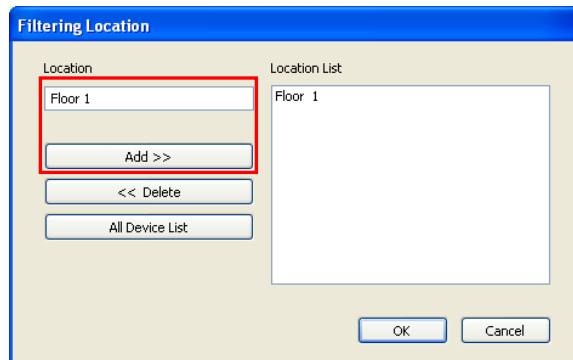 Filtering Location
Location
Floor 1
Add >>
<< Delete
All Device List
Location List
Floor  1
OK
Cancel